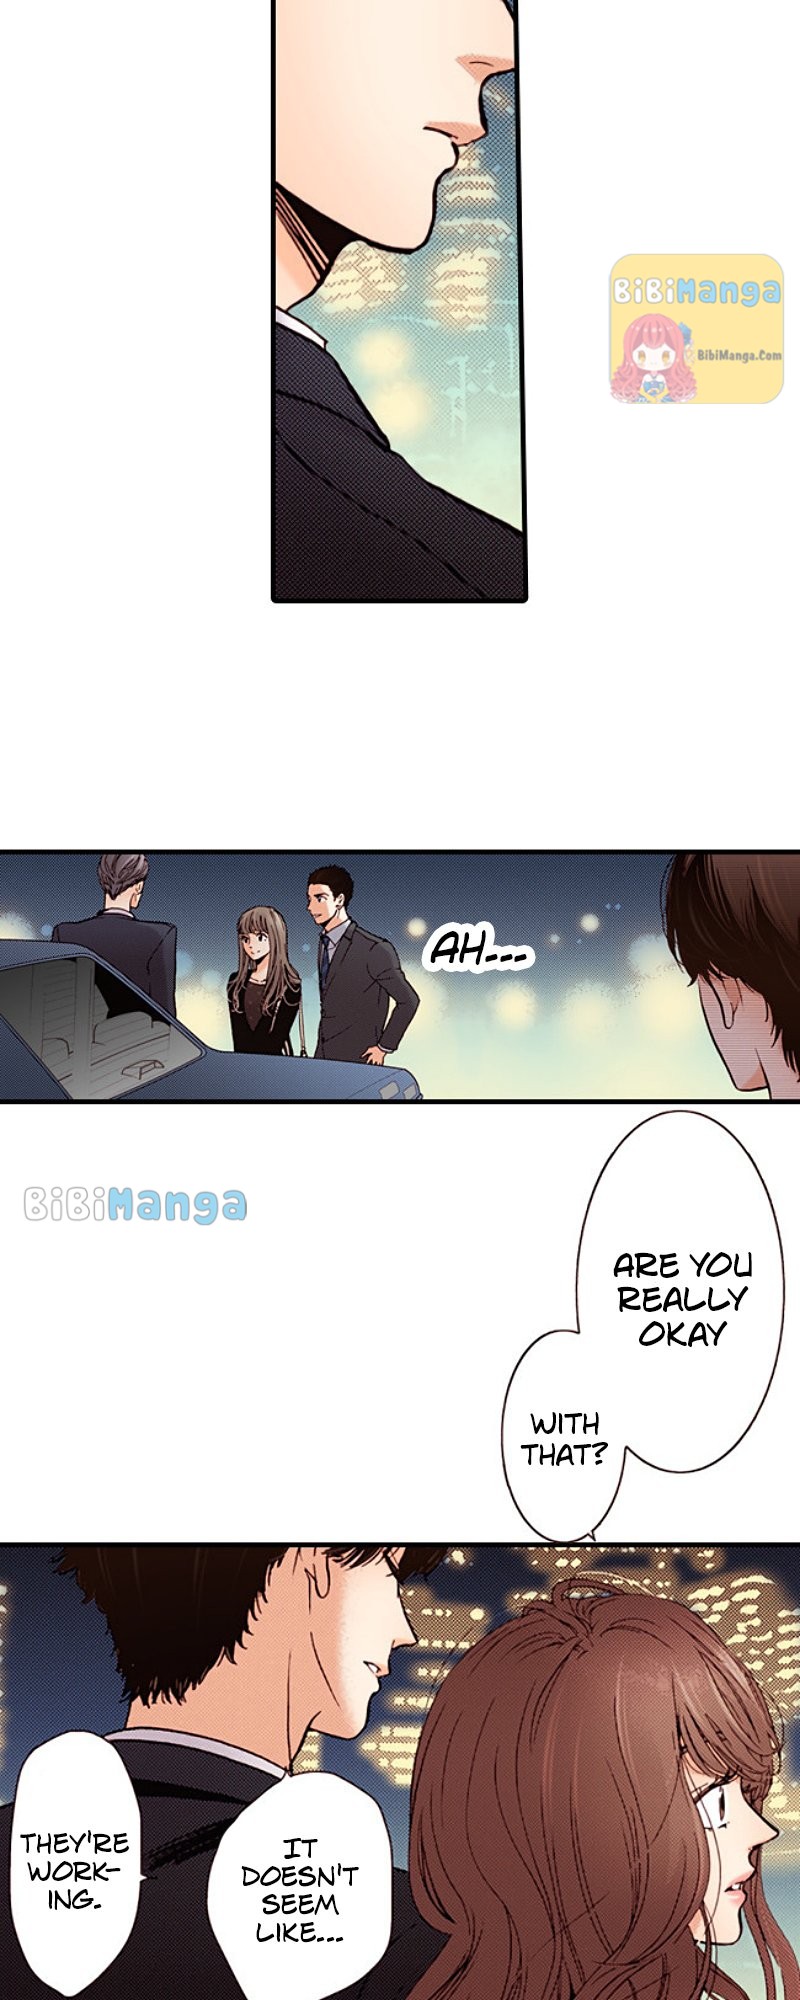 BiBiManga
BibiManga.Com
AH...
BiBiManga
ARE YOU
REALLY
OKAY
WITH
THAT?
IT
DOESN'T
SEEM
LIKE...
THEY'RE
WORK-
ING.